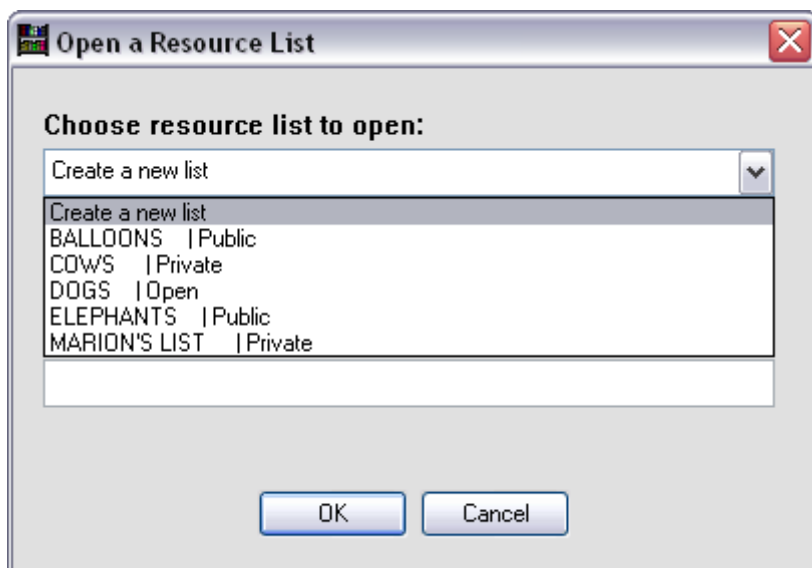 Open a Resource List
Choose resource list to open:
Create a new list
Create a new list
BALLOONS | Public
COWS | Private
DOGS | Open
ELEPHANTS | Public
MARION'S LIST | Private
OK Cancel